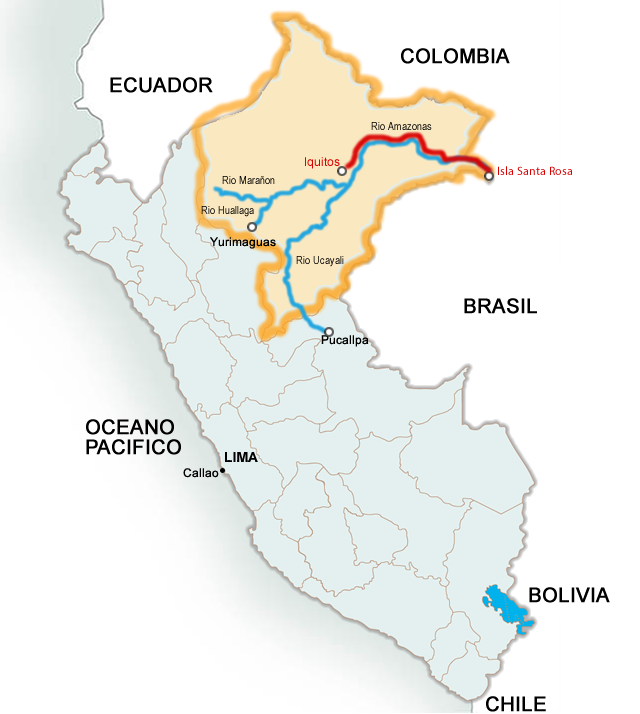 COLOMBIA
ECUADOR
Rio Amazonas
Iquitos
Isla Santa Rosa
Rio Marañon
Rio Huallaga
Yurimaguas
Rio Ucayali
BRASIL
Pucallpa
OCEANO
PACIFICO
LIMA
Callao
BOLIVIA
CHILE